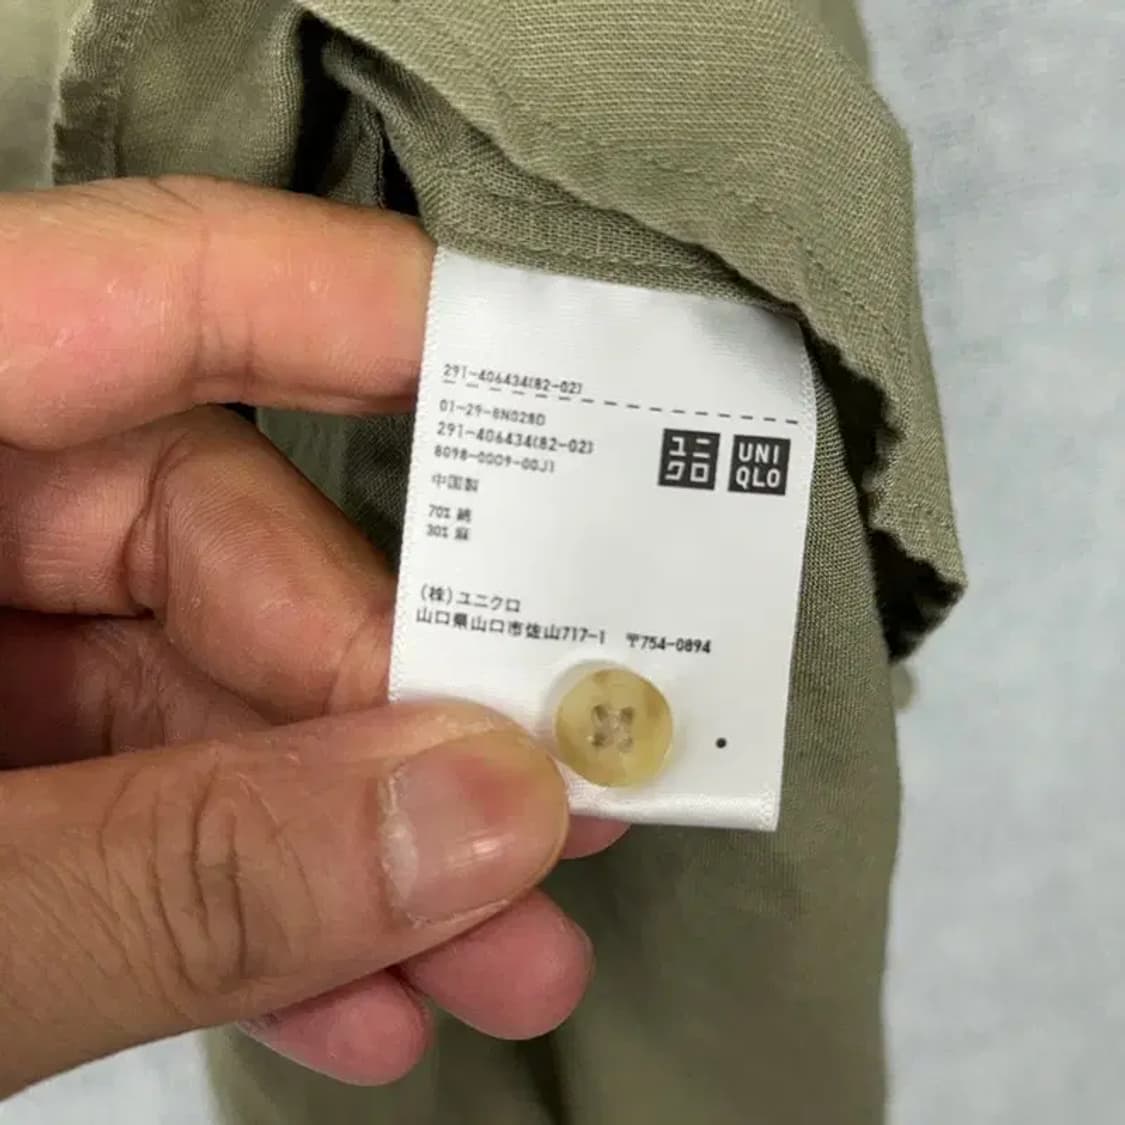 291-406434(82-02)
01-29-8N028D
291-406434(82-02)
8098-0009-00J1
中国製
70% 綿
30% 麻
ユニ
クロ
UNI
QLO
(株)ユニクロ
山口県山口市佐山717-1 〒754-0894